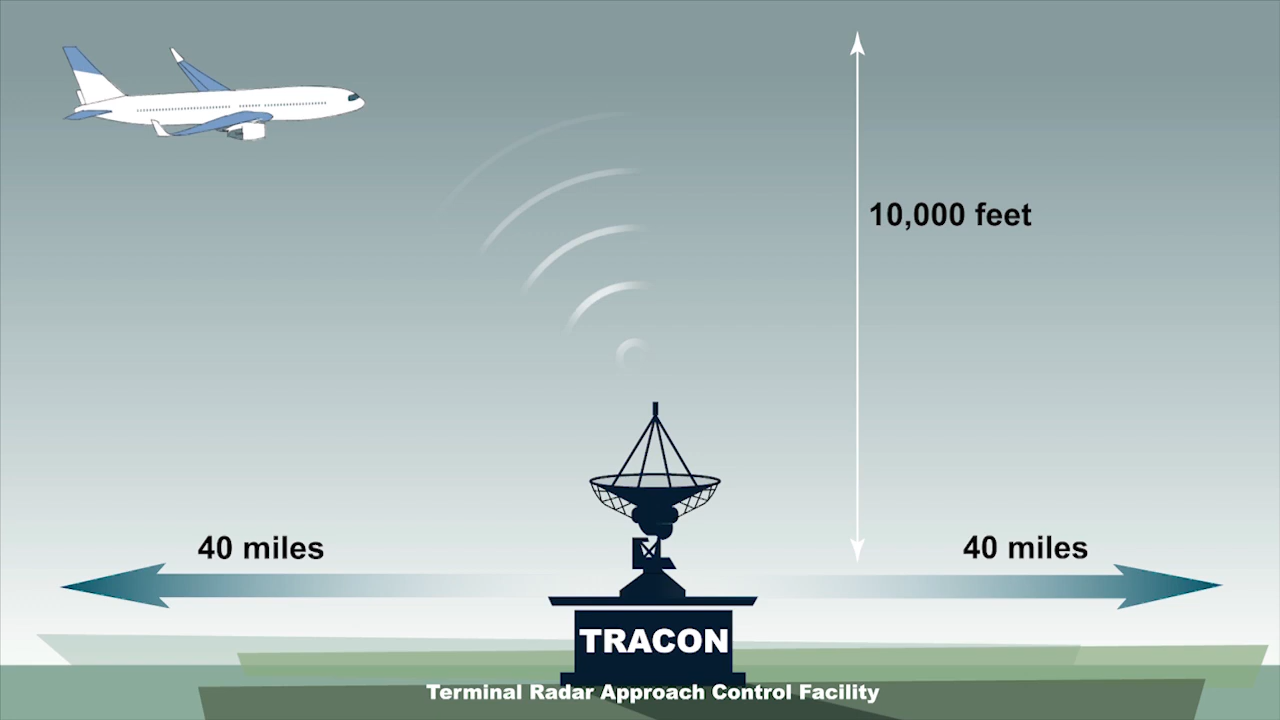 10,000 feet
40 miles
40 miles
TRACON
Terminal Radar Approach Control Facility